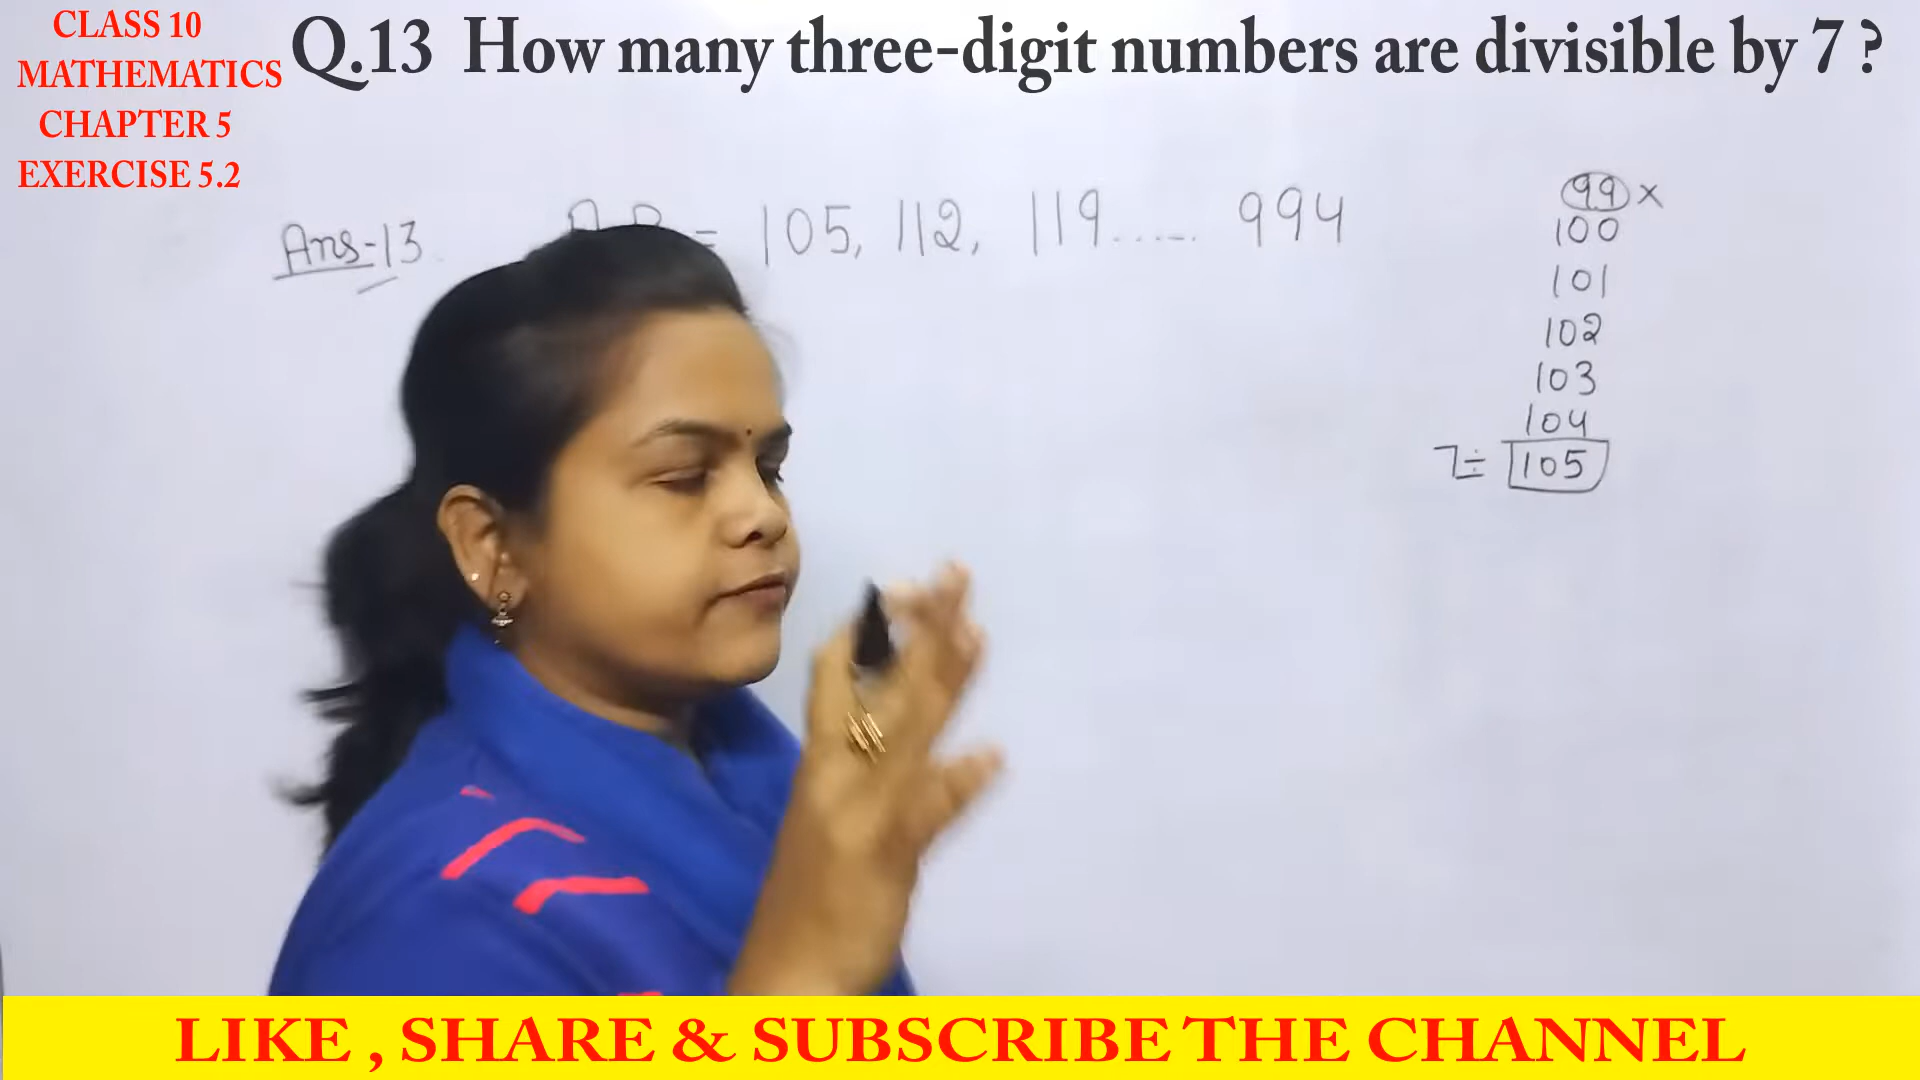 CLASS 10
MATHEMATICS
CHAPTER 5
EXERCISE 5.2
Q.13 How many three-digit numbers are divisible by 7 ?
Ans-13. = 105, 112, 119...... 994
99 ×
100
101
102
103
104
7÷ 105
LIKE , SHARE & SUBSCRIBE THE CHANNEL